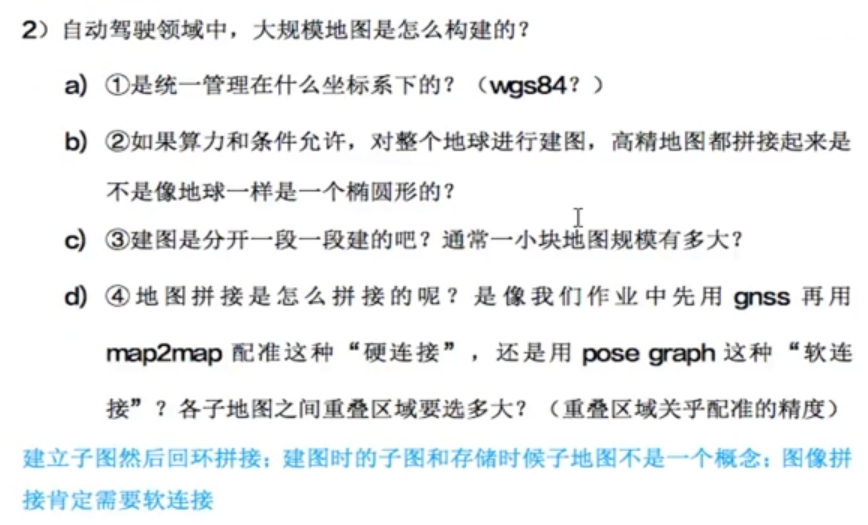 2）自动驾驶领域中，大规模地图是怎么构建的？
a) ①是统一管理在什么坐标系下的？（wgs84？）
b) ②如果算力和条件允许，对整个地球进行建图，高精地图都拼接起来是
不是像地球一样是一个椭圆形的？
c) ③建图是分开一段一段建的吧？通常一小块地图规模有多大？
d) ④地图拼接是怎么拼接的呢？是像我们作业中先用 gnss 再用
map2map 配准这种“硬连接”，还是用 pose graph 这种“软连
接”？各子地图之间重叠区域要选多大？（重叠区域关乎配准的精度）
建立子图然后回环拼接；建图时的子图和存储时候子地图不是一个概念；图像拼
接肯定需要软连接